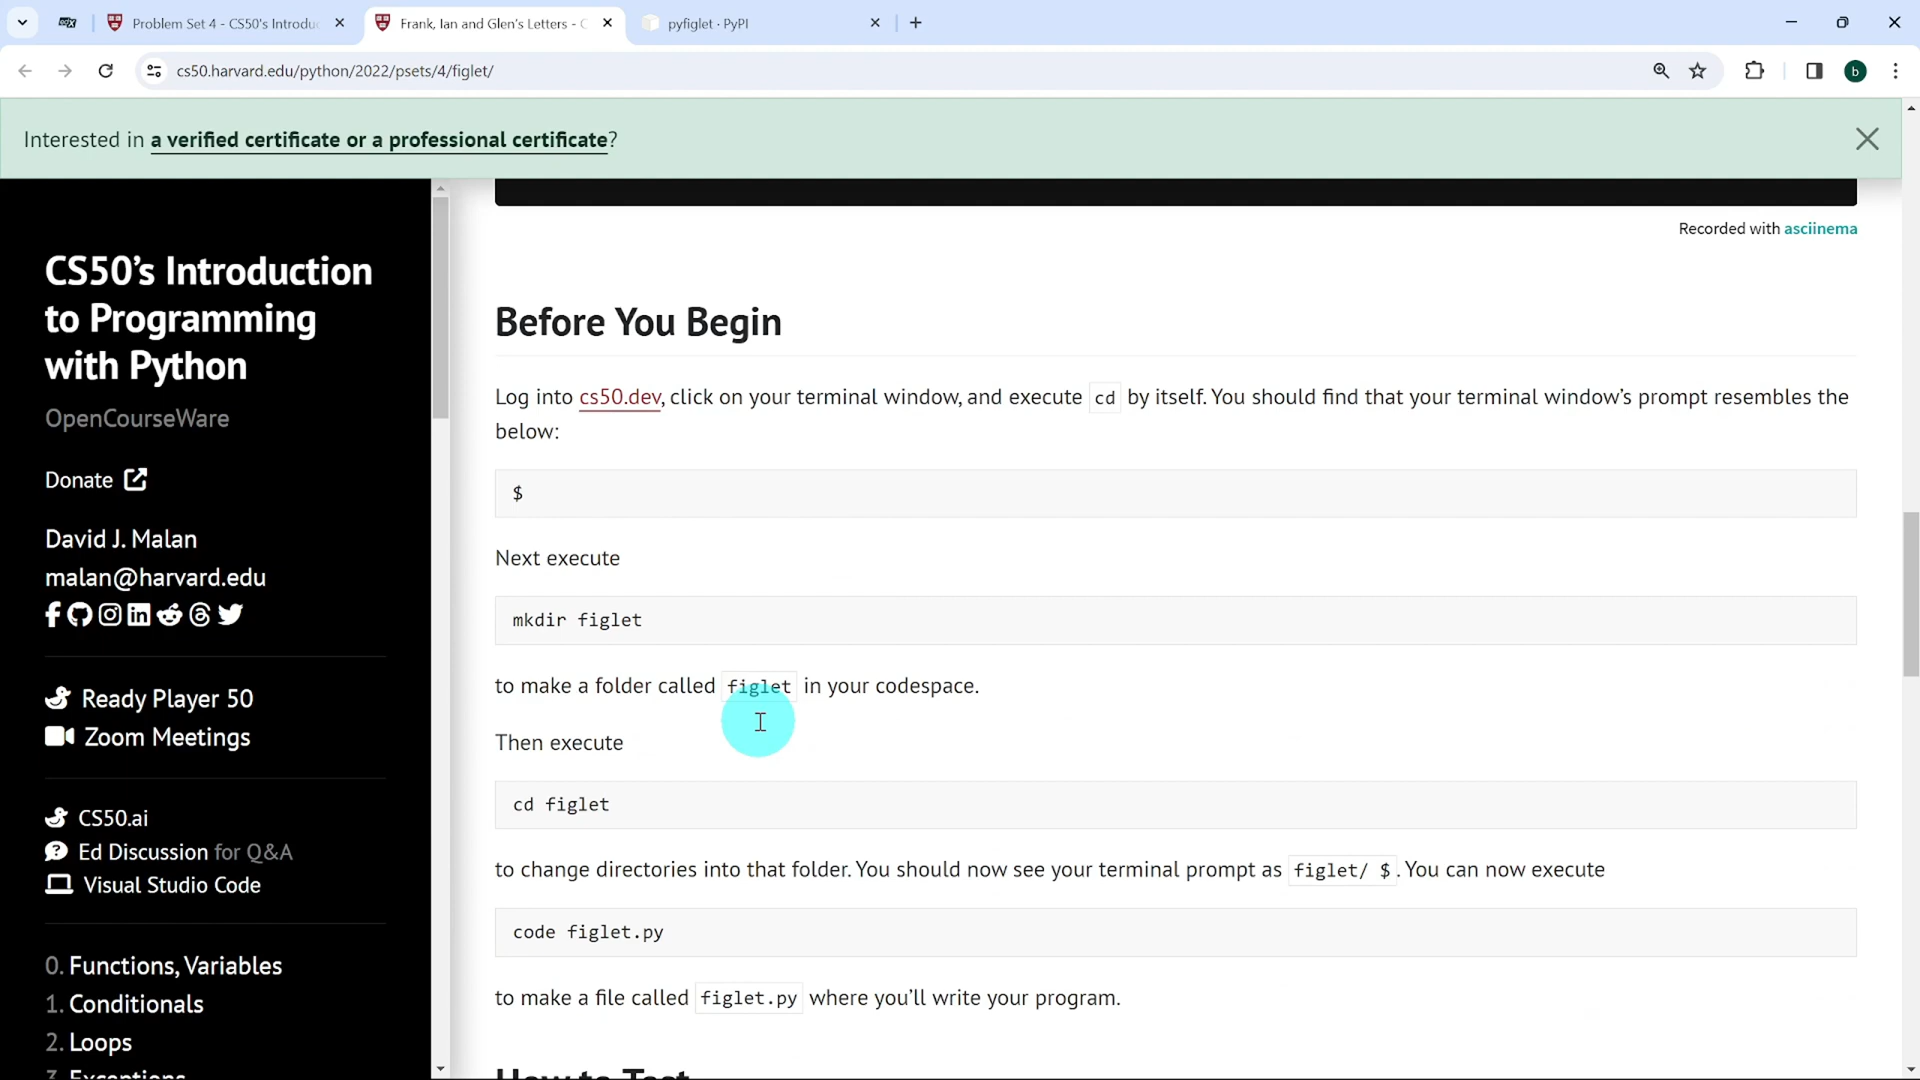 Problem Set 4 - CS50's Introduc
Frank, Ian and Glen's Letters - C
pyfiglet · PyPI
cs50.harvard.edu/python/2022/psets/4/figlet/
b
Interested in a verified certificate or a professional certificate?
CS50's Introduction
to Programming
with Python
OpenCourseWare
Donate
David J. Malan
malan@harvard.edu
Ready Player 50
Zoom Meetings
CS50.ai
Ed Discussion for Q&A
Visual Studio Code
0. Functions, Variables
1. Conditionals
2. Loops
3. Exceptions
Recorded with asciinema
Before You Begin
Log into cs50.dev, click on your terminal window, and execute cd by itself. You should find that your terminal window's prompt resembles the
below:
$
Next execute
mkdir figlet
to make a folder called figlet in your codespace.
Then execute
cd figlet
to change directories into that folder. You should now see your terminal prompt as figlet/ $. You can now execute
code figlet.py
to make a file called figlet.py where you'll write your program.
How to Test